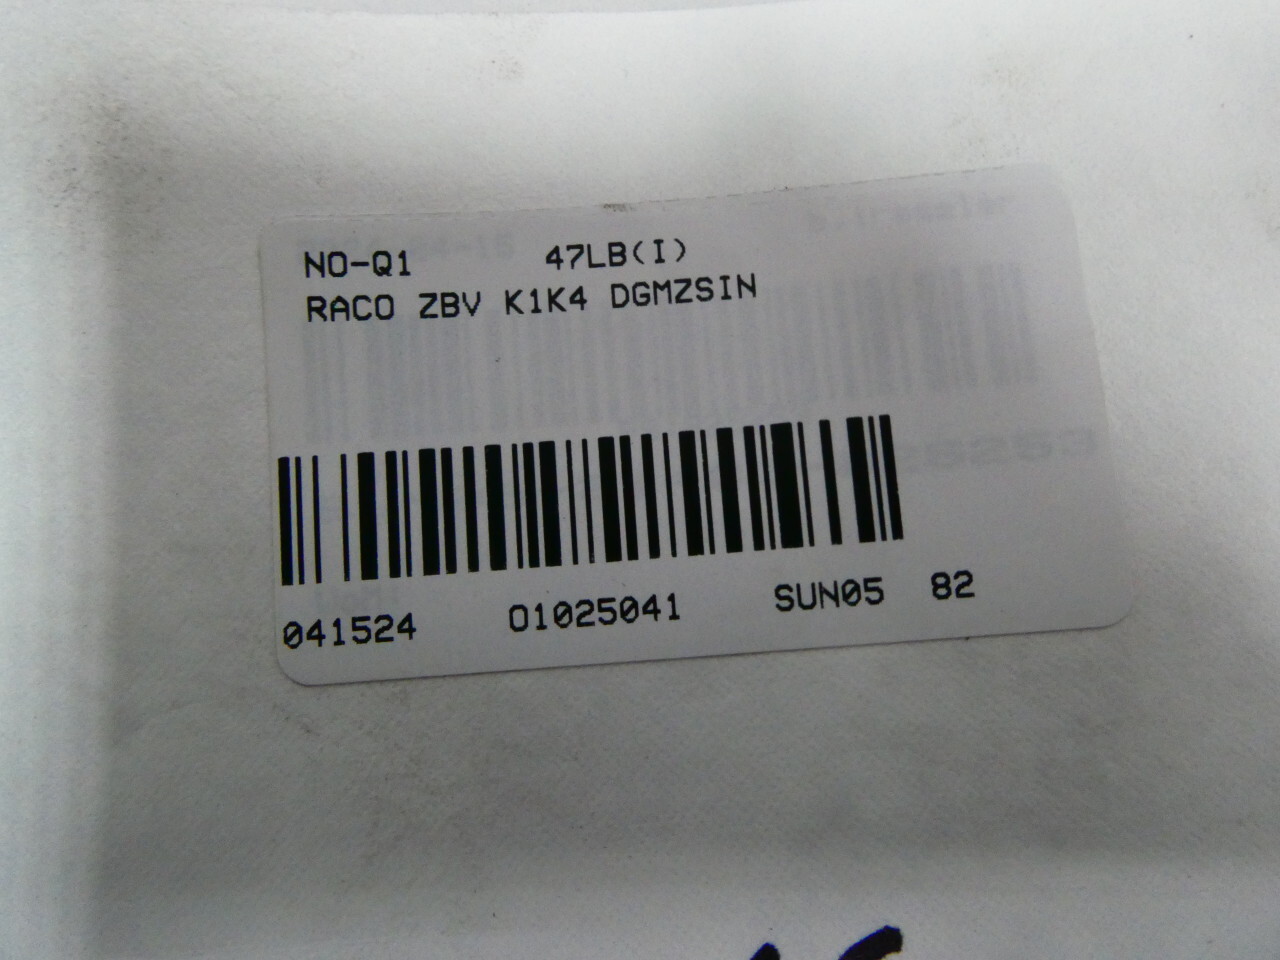 NO-Q1 47LB(I)
RACO ZBV K1K4 DGMZSIN
041524 01025041 SUN05 82